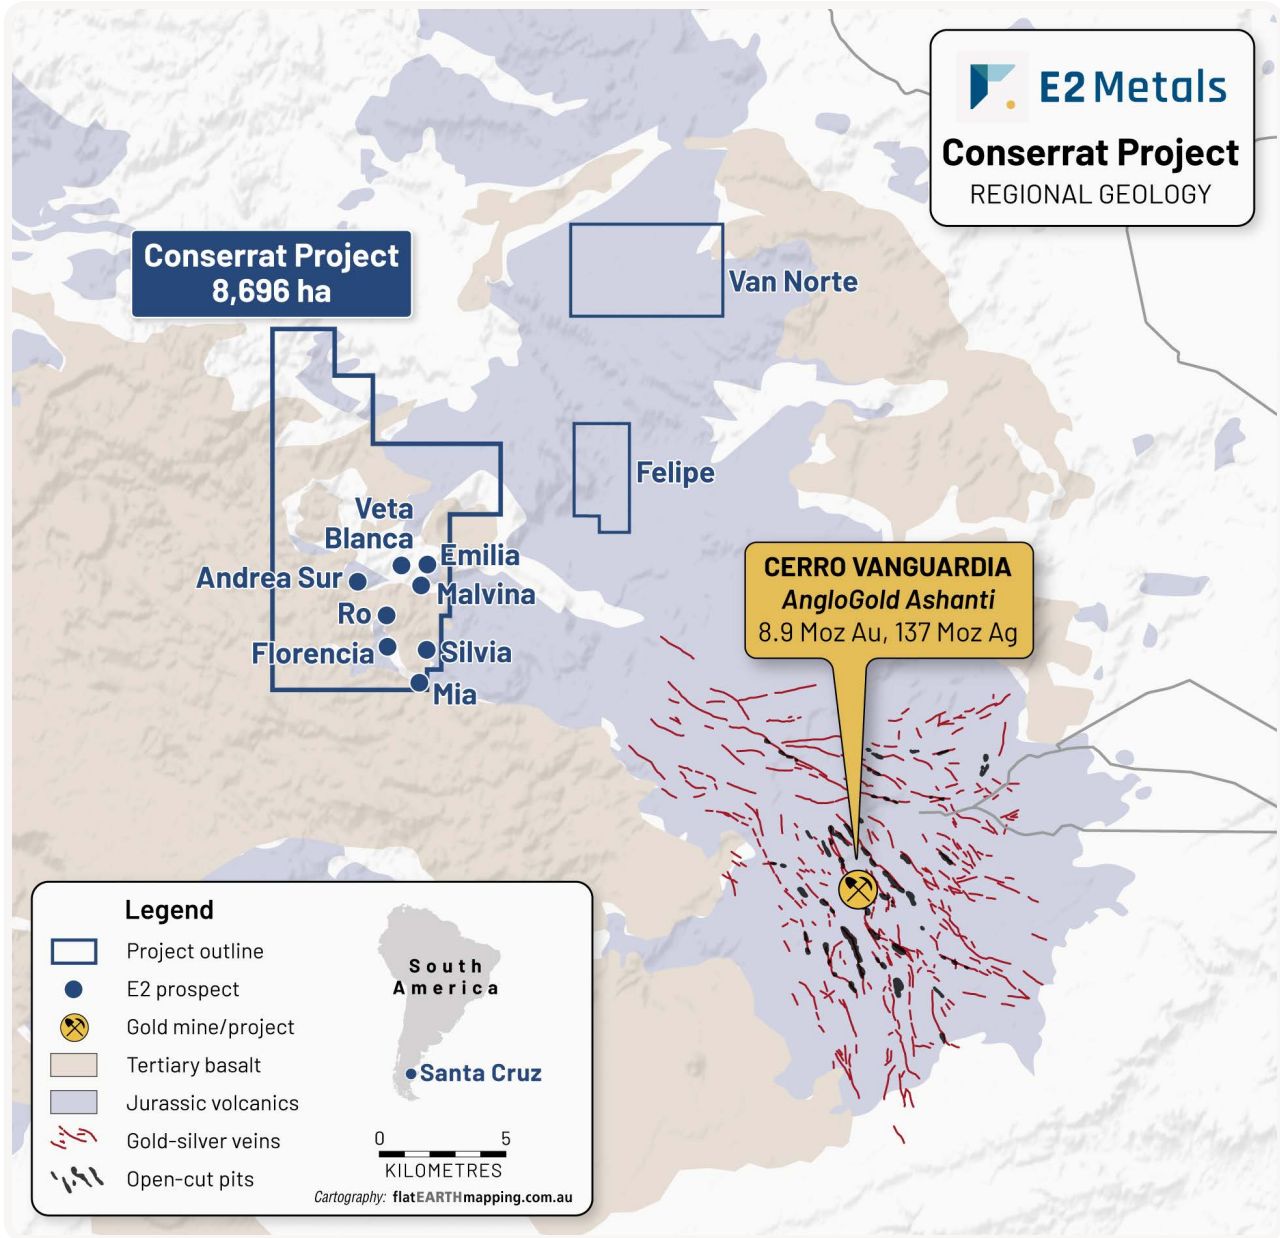 E2Metals
Conserrat Project
REGIONAL GEOLOGY
Conserrat Project
8,696 ha
Van Norte
Felipe
Veta
Blanca
Emilia
Andrea Sur
Malvina
Ro
Florencia
Silvia
Mia
CERRO VANGUARDIA
AngloGold Ashanti
8.9 Moz Au, 137 Moz Ag
Legend
Project outline
E2 prospect
Gold mine/project
Tertiary basalt
Jurassic volcanics
Gold-silver veins
Open-cut pits
South
America
Santa Cruz
0 5
KILOMETRES
Cartography: flatEARTHmapping.com.au